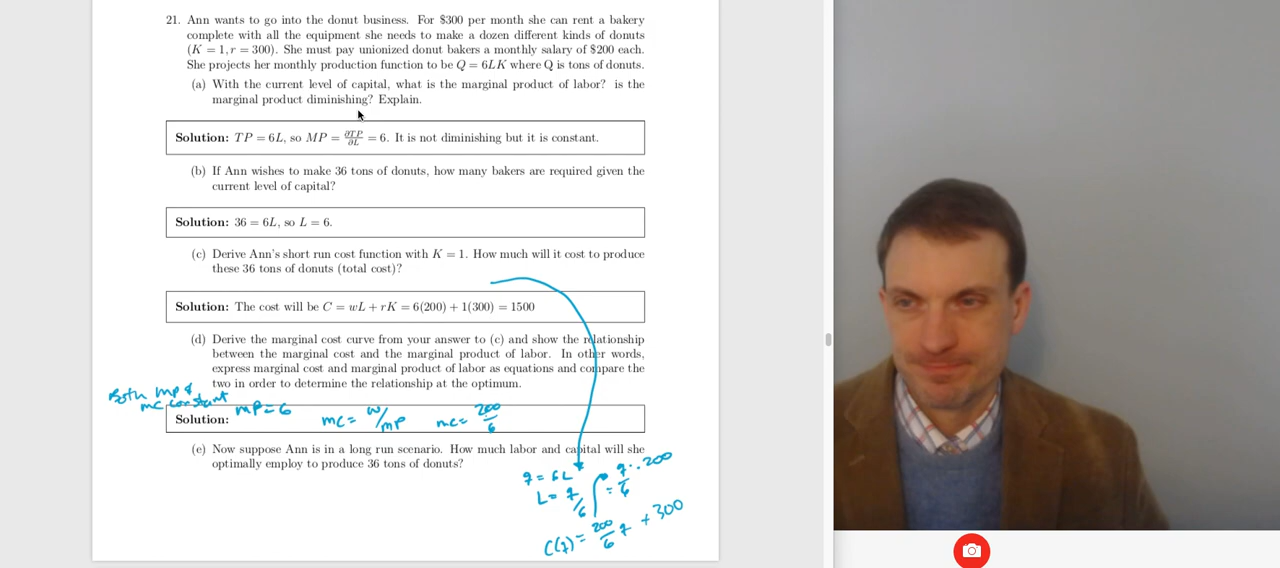 21. Ann wants to go into the donut business. For $300 per month she can rent a bakery
complete with all the equipment she needs to make a dozen different kinds of donuts
(K = 1, r = 300). She must pay unionized donut bakers a monthly salary of $200 each.
She projects her monthly production function to be Q = 6LK where Q is tons of donuts.
(a) With the current level of capital, what is the marginal product of labor? is the
marginal product diminishing? Explain.
Solution: TP = 6L, so MP = ∂TP/∂L = 6. It is not diminishing but it is constant.
(b) If Ann wishes to make 36 tons of donuts, how many bakers are required given the
current level of capital?
Solution: 36 = 6L, so L = 6.
(c) Derive Ann's short run cost function with K = 1. How much will it cost to produce
these 36 tons of donuts (total cost)?
Solution: The cost will be C = wL + rK = 6(200) + 1(300) = 1500
(d) Derive the marginal cost curve from your answer to (c) and show the relationship
between the marginal cost and the marginal product of labor. In other words,
express marginal cost and marginal product of labor as equations and compare the
two in order to determine the relationship at the optimum.
Both MP &
MC constant
Solution: MP = 6 MC = w/MP MC = 200/6
(e) Now suppose Ann is in a long run scenario. How much labor and capital will she
optimally employ to produce 36 tons of donuts?
q = 6L
L = q/6 = q/6 · 200
C(q) = 200/6 q + 300